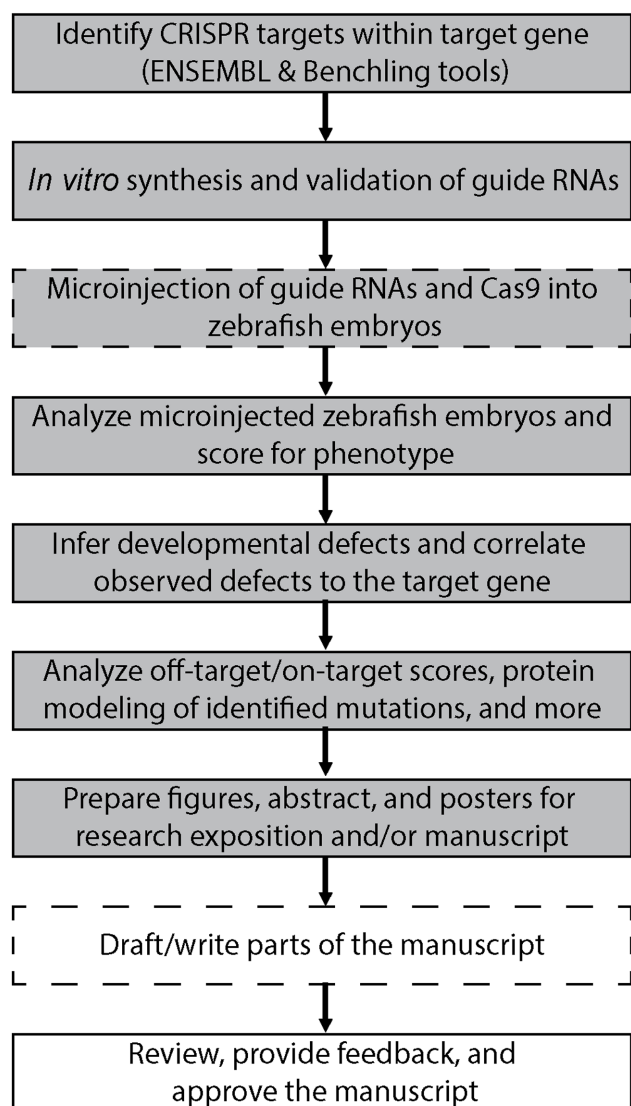 Identify CRISPR targets within target gene
(ENSEMBL & Benchling tools)
In vitro synthesis and validation of guide RNAs
Microinjection of guide RNAs and Cas9 into
zebrafish embryos
Analyze microinjected zebrafish embryos and
score for phenotype
Infer developmental defects and correlate
observed defects to the target gene
Analyze off-target/on-target scores, protein
modeling of identified mutations, and more
Prepare figures, abstract, and posters for
research exposition and/or manuscript
Draft/write parts of the manuscript
Review, provide feedback, and
approve the manuscript